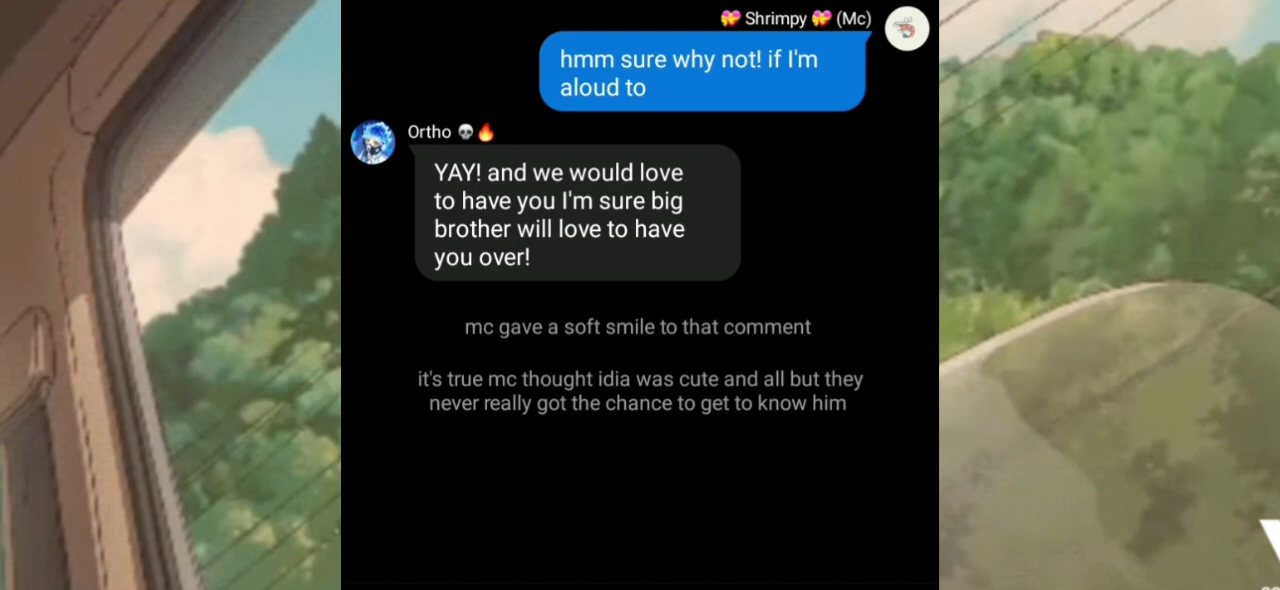 💝 Shrimpy 💝 (Mc)
hmm sure why not! if I'm
aloud to
Ortho 💀🔥
YAY! and we would love
to have you I'm sure big
brother will love to have
you over!
mc gave a soft smile to that comment
it's true mc thought idia was cute and all but they
never really got the chance to get to know him